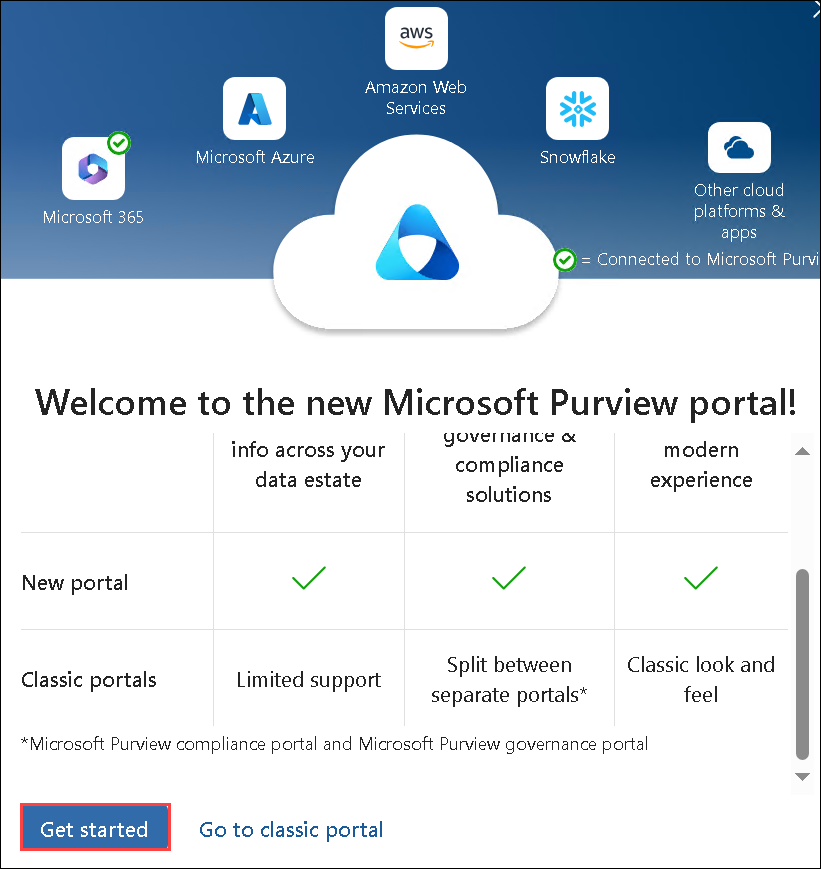 aws
Amazon Web
Services
Microsoft Azure
Snowflake
Microsoft 365
Other cloud
platforms &
apps
= Connected to Microsoft Purvi
Welcome to the new Microsoft Purview portal!
info across your
data estate
governance &
compliance
solutions
modern
experience
New portal
Classic portals
Limited support
Split between
separate portals*
Classic look and
feel
*Microsoft Purview compliance portal and Microsoft Purview governance portal
Get started
Go to classic portal